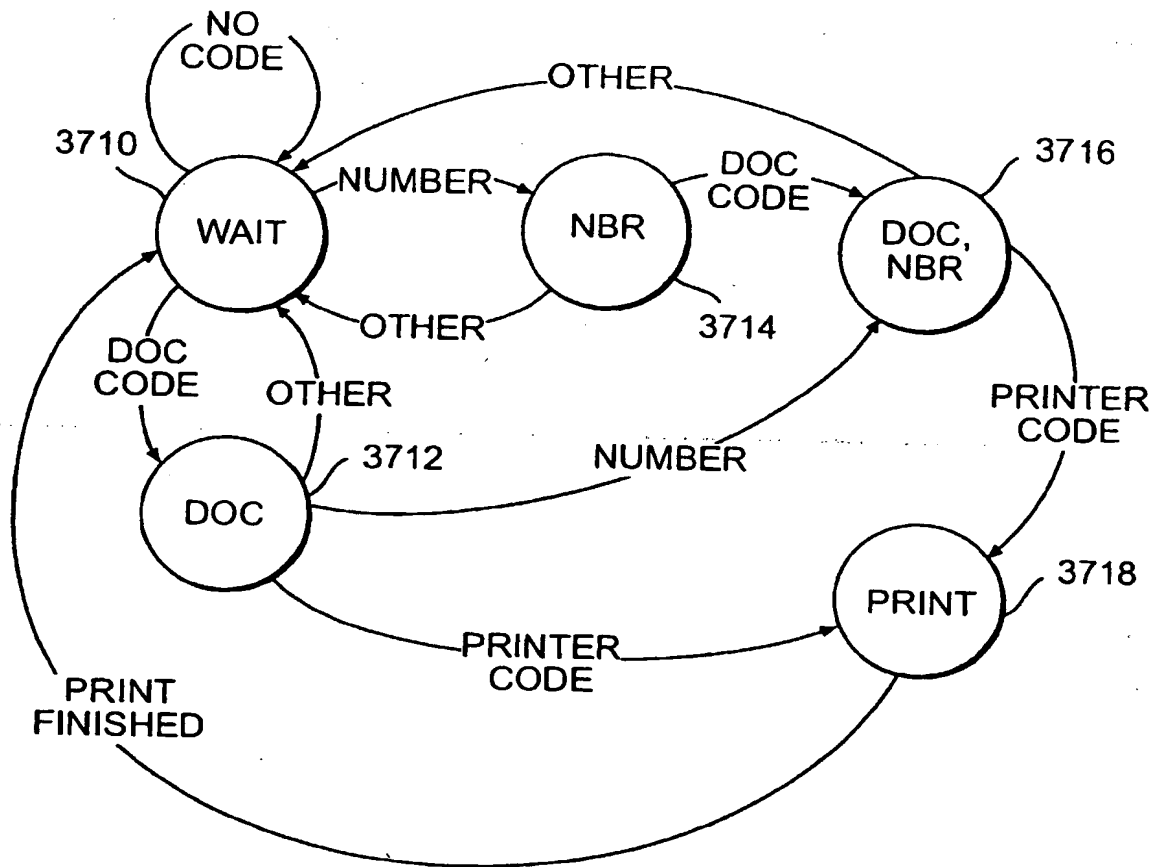 NO
CODE
OTHER
3710
3716
NUMBER
DOC
CODE
WAIT
NBR
DOC,
NBR
OTHER
3714
DOC
CODE
OTHER
PRINTER
CODE
3712
NUMBER
DOC
3718
PRINT
PRINTER
CODE
PRINT
FINISHED